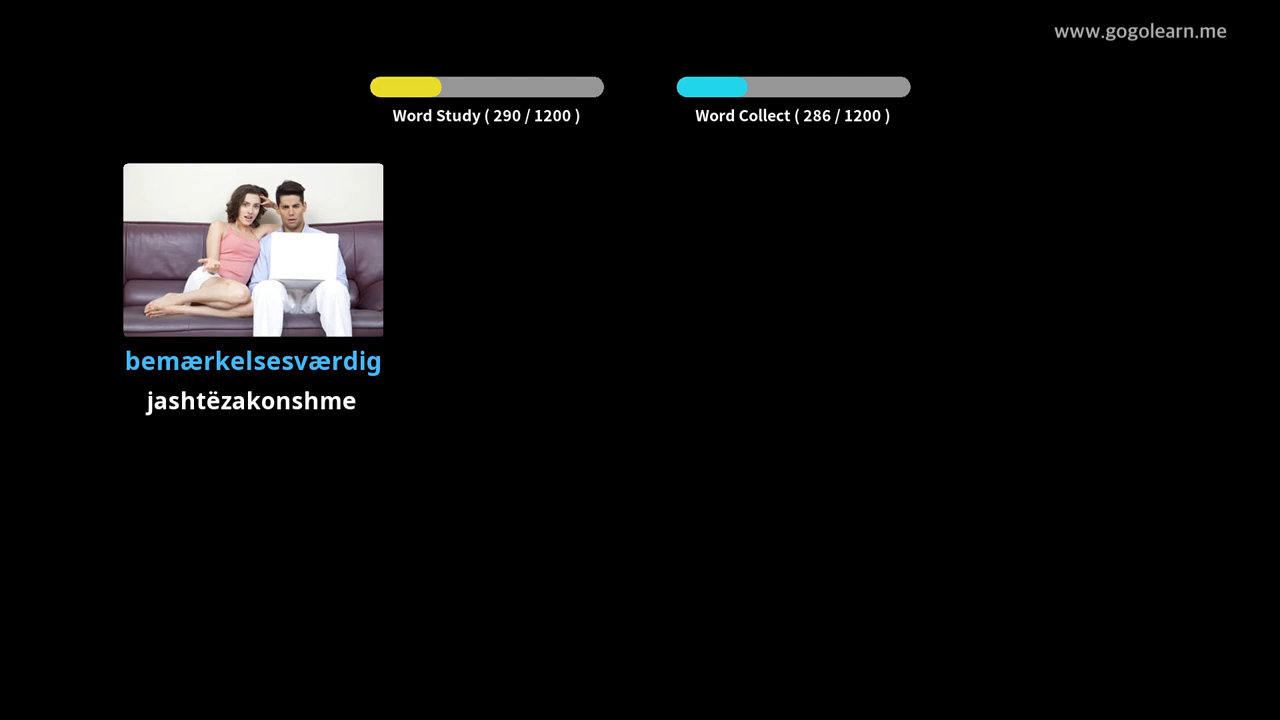 www.gogolearn.me
Word Study ( 290 / 1200 )
Word Collect ( 286 / 1200 )
bemærkelsesværdig
jashtëzakonshme